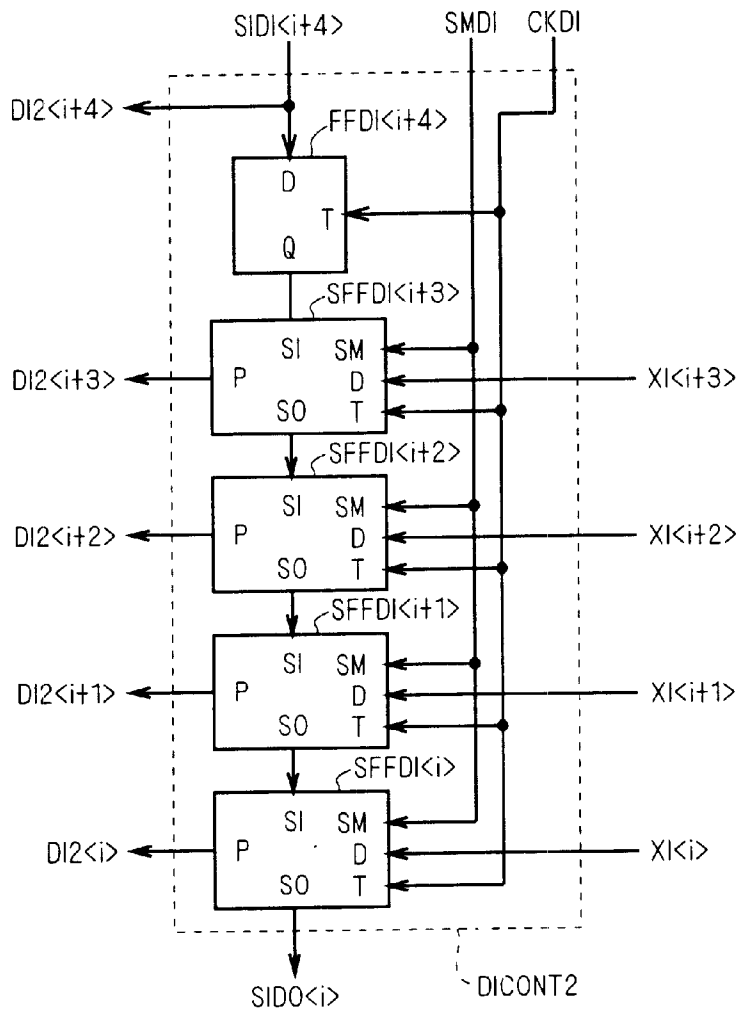 SIDI<i+4> SMDI CKDI
DI2<i+4>
FFDI<i+4>
D
T
Q
SFFDI<i+3>
SI SM
DI2<i+3> P D XI<i+3>
SO T
SFFDI<i+2>
SI SM
DI2<i+2> P D XI<i+2>
SO T
SFFDI<i+1>
SI SM
DI2<i+1> P D XI<i+1>
SO T
SFFDI<i>
SI SM
DI2<i> P D XI<i>
SO T
SIDO<i> DICONT2